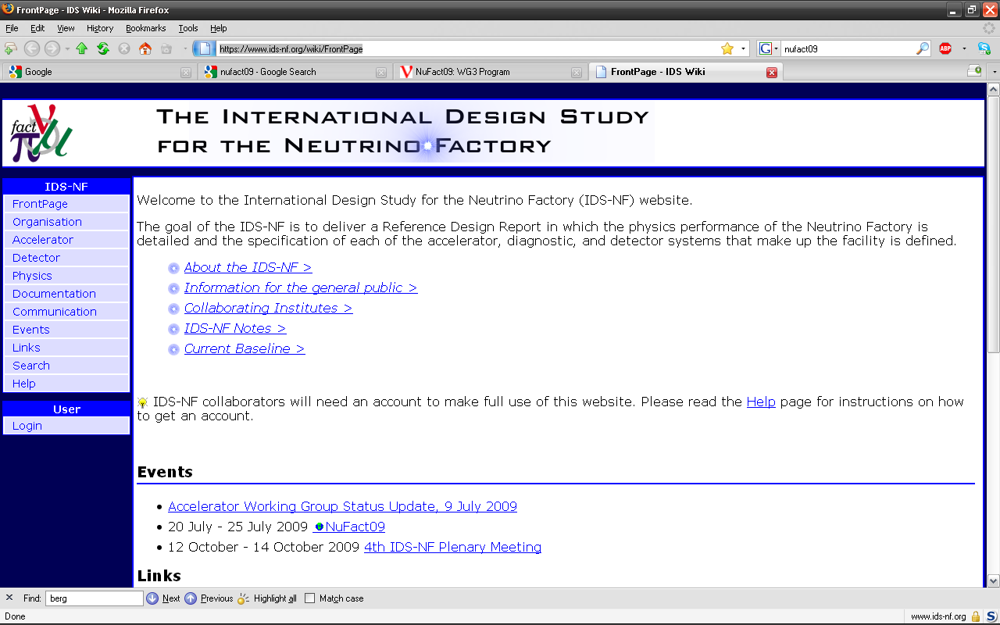 FrontPage - IDS Wiki - Mozilla Firefox
File Edit View History Bookmarks Tools Help
https://www.ids-nf.org/wiki/FrontPage
G
nufact09
ABP
Google
nufact09 - Google Search
NuFact09: WG3 Program
FrontPage - IDS Wiki
fact
THE INTERNATIONAL DESIGN STUDY
FOR THE NEUTRINO FACTORY
IDS-NF
FrontPage
Organisation
Accelerator
Detector
Physics
Documentation
Communication
Events
Links
Search
Help
User
Login
Welcome to the International Design Study for the Neutrino Factory (IDS-NF) website.
The goal of the IDS-NF is to deliver a Reference Design Report in which the physics performance of the Neutrino Factory is
detailed and the specification of each of the accelerator, diagnostic, and detector systems that make up the facility is defined.
About the IDS-NF >
Information for the general public >
Collaborating Institutes >
IDS-NF Notes >
Current Baseline >
IDS-NF collaborators will need an account to make full use of this website. Please read the Help page for instructions on how
to get an account.
Events
• Accelerator Working Group Status Update, 9 July 2009
• 20 July - 25 July 2009 NuFact09
• 12 October - 14 October 2009 4th IDS-NF Plenary Meeting
Links
Find: berg Next Previous Highlight all Match case
Done
www.ids-nf.org